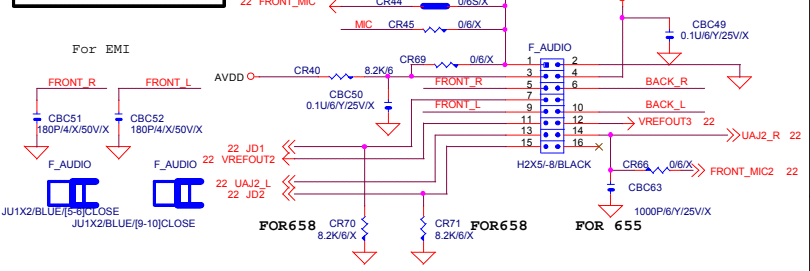 22 FRONT_MIC
CR44 0/6S/X
MIC CR45 0/6/X
CBC49
0.1U/6/Y/25V/X
For EMI
F_AUDIO
CR69 0/6/X
1 2
AVDD CR40 8.2K/6
3 4
FRONT_R FRONT_L
FRONT_R 5 6 BACK_R
CBC50
0.1U/6/Y/25V/X
7
FRONT_L 9 10 BACK_L
CBC51
180P/4/X/50V/X
CBC52
180P/4/X/50V/X
11 12 VREFOUT3 22
13 14 UAJ2_R 22
22 JD1
15 16
22 VREFOUT2
H2X5/-8/BLACK
F_AUDIO F_AUDIO
CR66 0/6/X FRONT_MIC2 22
22 UAJ2_L
22 JD2
CBC63
JU1X2/BLUE/[5-6]CLOSE
JU1X2/BLUE/[9-10]CLOSE
1000P/6/Y/25V/X
FOR658 CR70
8.2K/6/X
CR71
8.2K/6/X
FOR658 FOR 655